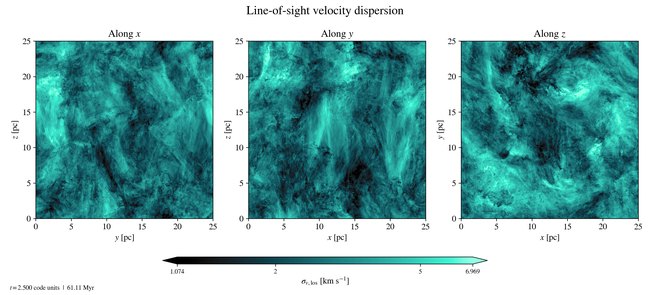 Line-of-sight velocity dispersion
Along x
Along y
Along z
25
20
15
10
5
0
z [pc]
0 5 10 15 20 25
y [pc]
25
20
15
10
5
0
z [pc]
0 5 10 15 20 25
x [pc]
25
20
15
10
5
0
y [pc]
0 5 10 15 20 25
x [pc]
1.074 2 5 6.969
σv, los [km s⁻¹]
t = 2.500 code units | 61.11 Myr